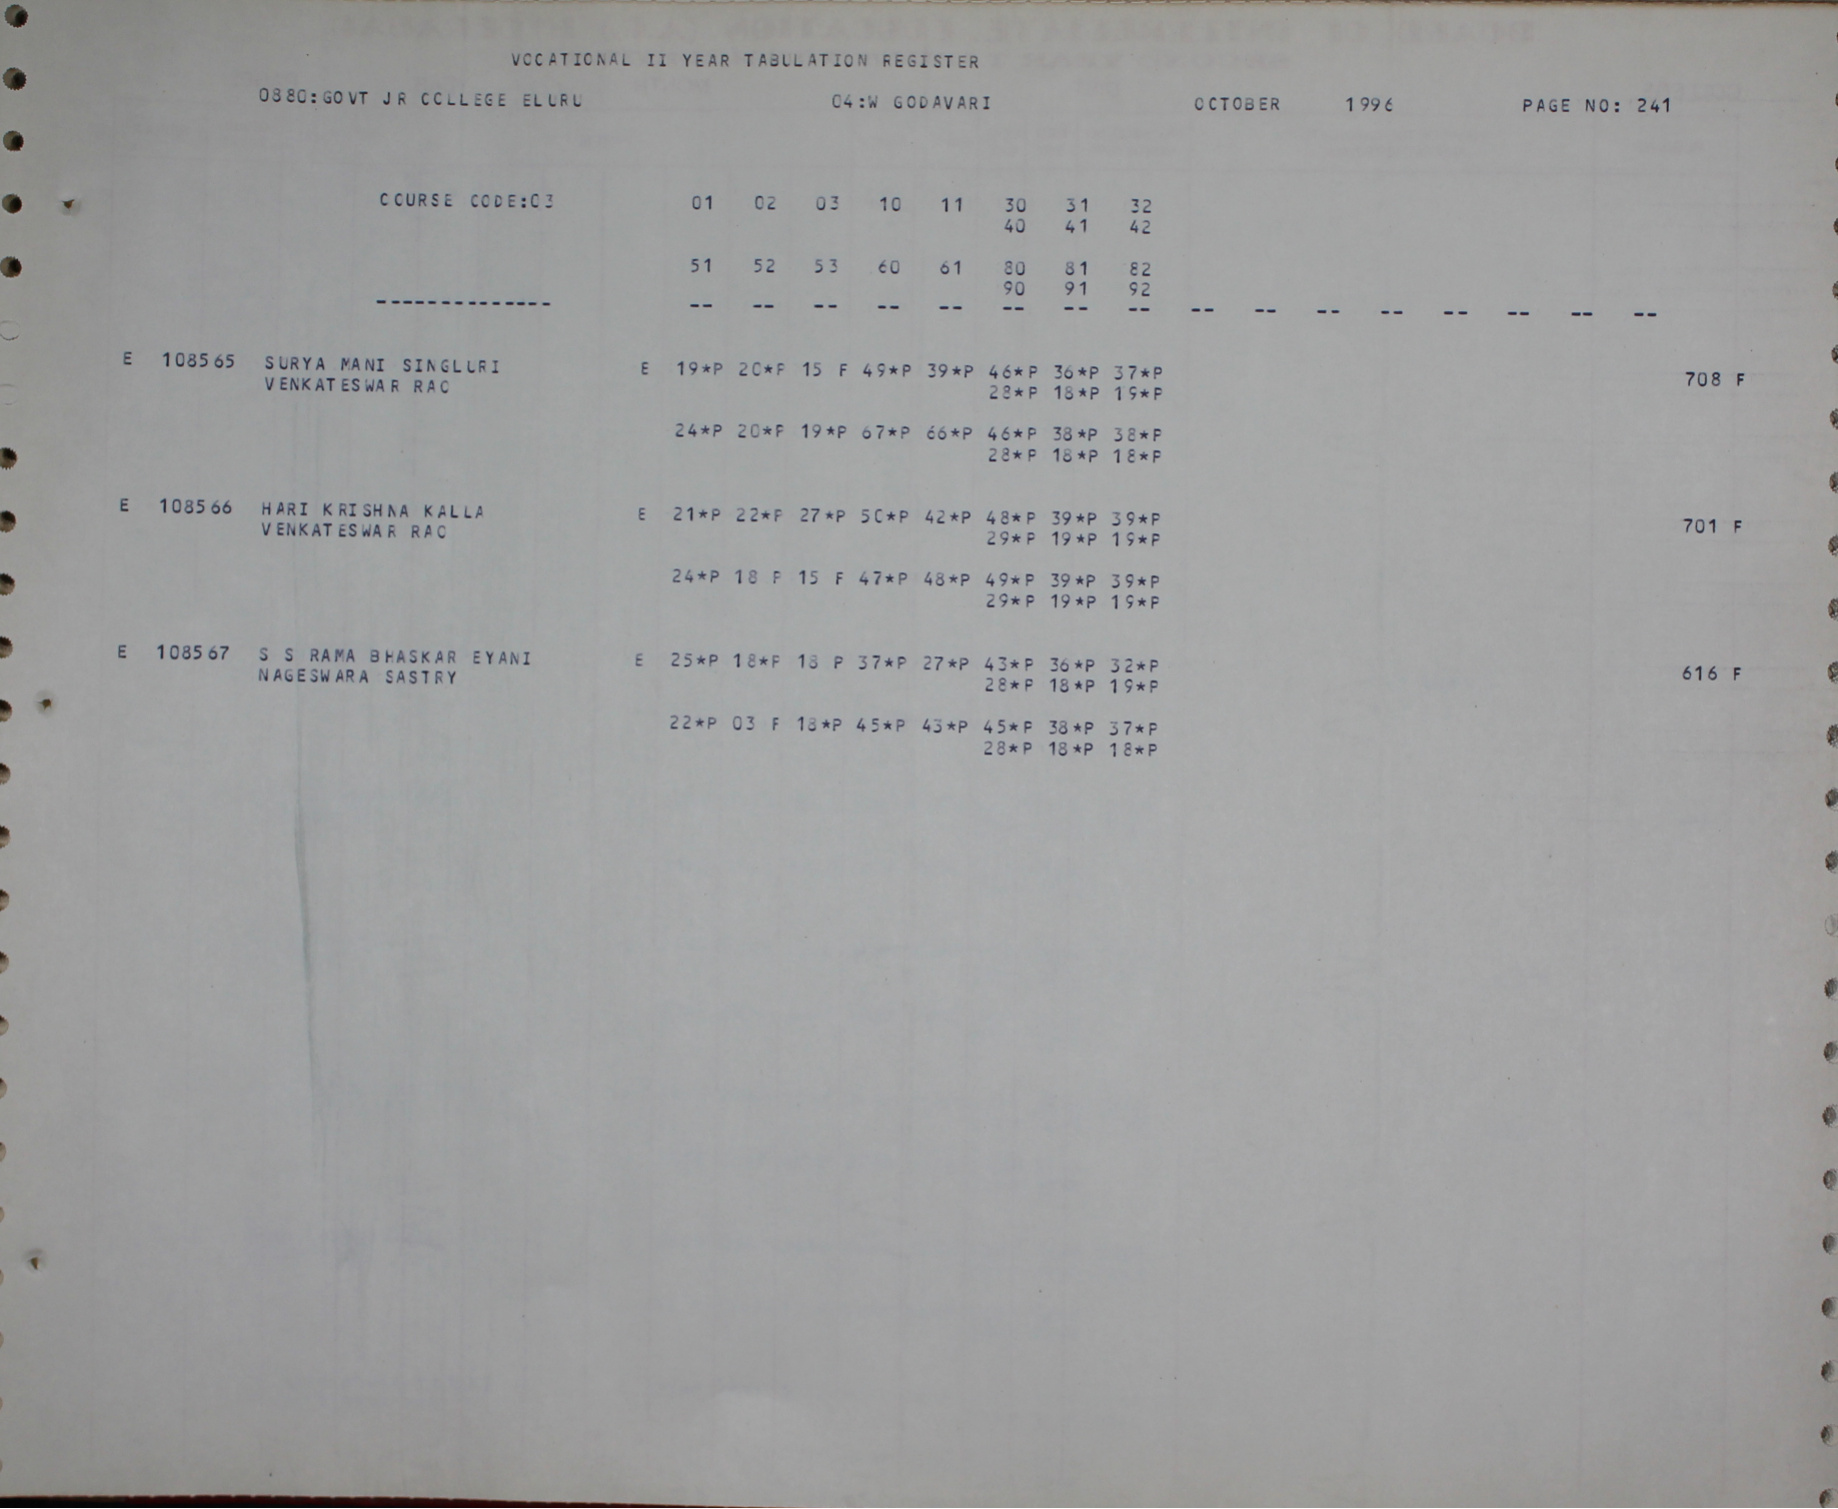 VOCATIONAL II YEAR TABULATION REGISTER
0880:GOVT JR COLLEGE ELURU 04:W GODAVARI OCTOBER 1996 PAGE NO: 241
COURSE CODE:03 01 02 03 10 11 30 31 32
40 41 42
51 52 53 60 61 80 81 82
90 91 92
-------------- -- -- -- -- -- -- -- -- -- -- -- -- -- -- -- --
E 108565 SURYA MANI SINGLURI E 19*P 20*P 15 F 49*P 39*P 46*P 36*P 37*P 708 F
VENKATESWAR RAO 28*P 18*P 19*P
24*P 20*P 19*P 67*P 66*P 46*P 38*P 38*P
28*P 18*P 18*P
E 108566 HARI KRISHNA KALLA E 21*P 22*P 27*P 50*P 42*P 48*P 39*P 39*P 701 F
VENKATESWAR RAO 29*P 19*P 19*P
24*P 18 P 15 F 47*P 48*P 49*P 39*P 39*P
29*P 19*P 19*P
E 108567 S S RAMA BHASKAR EYANI E 25*P 18*P 18 P 37*P 27*P 43*P 36*P 32*P 616 F
NAGESWARA SASTRY 28*P 18*P 19*P
22*P 03 F 18*P 45*P 43*P 45*P 38*P 37*P
28*P 18*P 18*P